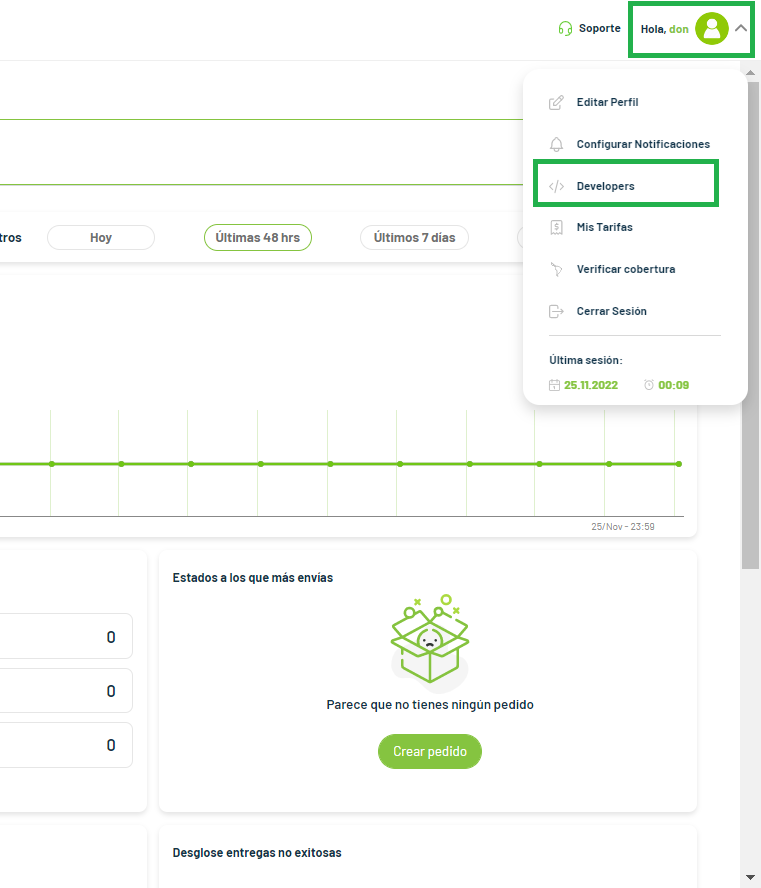 Soporte
Hola, don
Editar Perfil
Configurar Notificaciones
Developers
Mis Tarifas
Verificar cobertura
Cerrar Sesión
Última sesión:
25.11.2022 00:09
tros Hoy Últimas 48 hrs Últimos 7 días
25/Nov - 23:59
0
0
0
Estados a los que más envías
Parece que no tienes ningún pedido
Crear pedido
Desglose entregas no exitosas